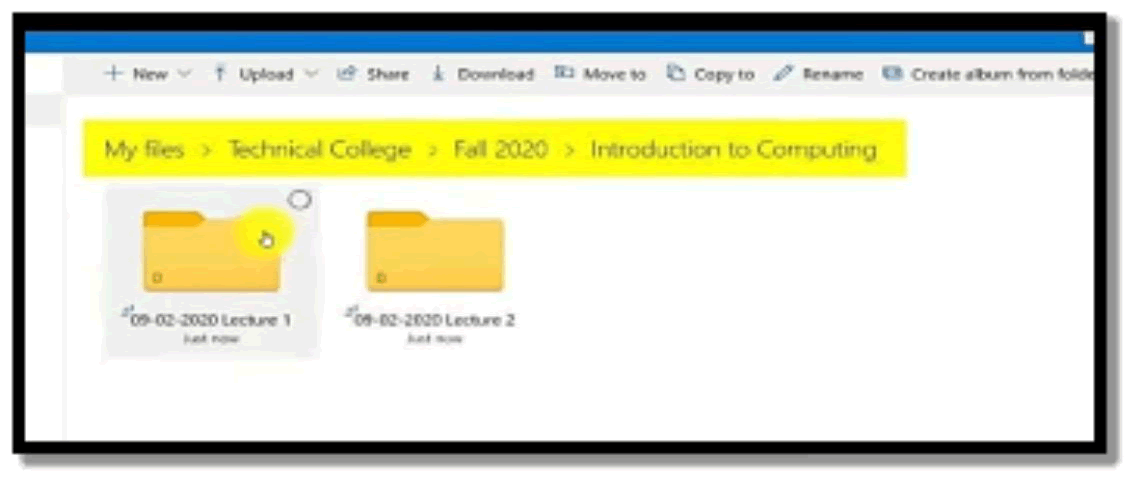 New Upload Share Download Move to Copy to Rename Create album from folde
My files > Technical College > Fall 2020 > Introduction to Computing
0 0
09-02-2020 Lecture 1 09-02-2020 Lecture 2
Just now Just now